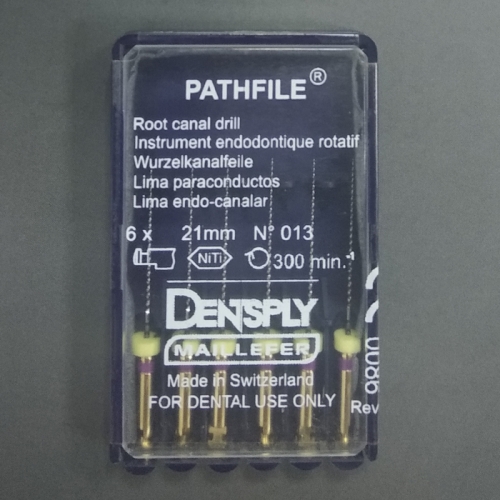 PATHFILE®
Root canal drill
Instrument endodontique rotatif
Wurzelkanalfeile
Lima paraconductos
Lima endo-canalar
6 x 21mm N° 013
NiTi 300 min.-1
DENTSPLY
MAILLEFER
Made in Switzerland
FOR DENTAL USE ONLY
Rev